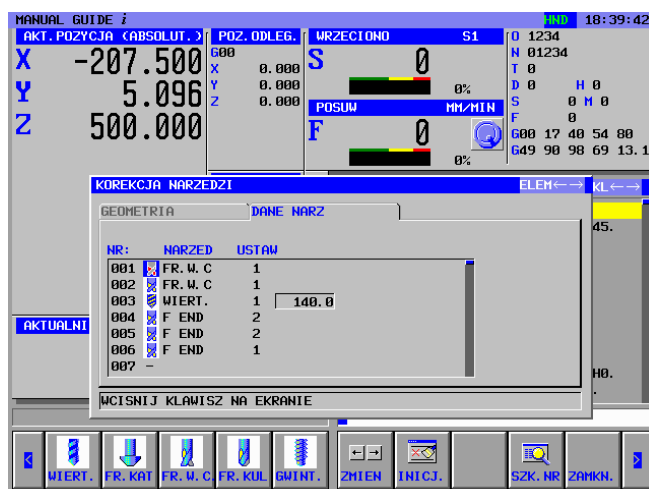 MANUAL GUIDE i HND 18:39:42
AKT. POZYCJA (ABSOLUT.) POZ. ODLEG. WRZECIONO S1 O 1234
X -207.500 G00 S 0 N 01234
X 0.000 T 0
Y 5.096 Y 0.000 0% D 0 H 0
Z 0.000 POSUW MM/MIN S 0 M 0
Z 500.000 F 0 F 0
G00 17 40 54 80
0% G49 90 98 69 13.1
KOREKCJA NARZEDZI ELEM←→ KL←→
GEOMETRIA DANE NARZ
45.
NR: NARZED USTAW
001 FR. W. C 1
002 FR. W. C 1
003 WIERT. 1 140.0
004 F END 2
AKTUALNI
005 F END 2
006 F END 1
007 -
H0.
WCISNIJ KLAWISZ NA EKRANIE
WIERT. FR. KAT FR. W. C. FR. KUL GWINT. ZMIEN INICJ. SZK. NR ZAMKN.